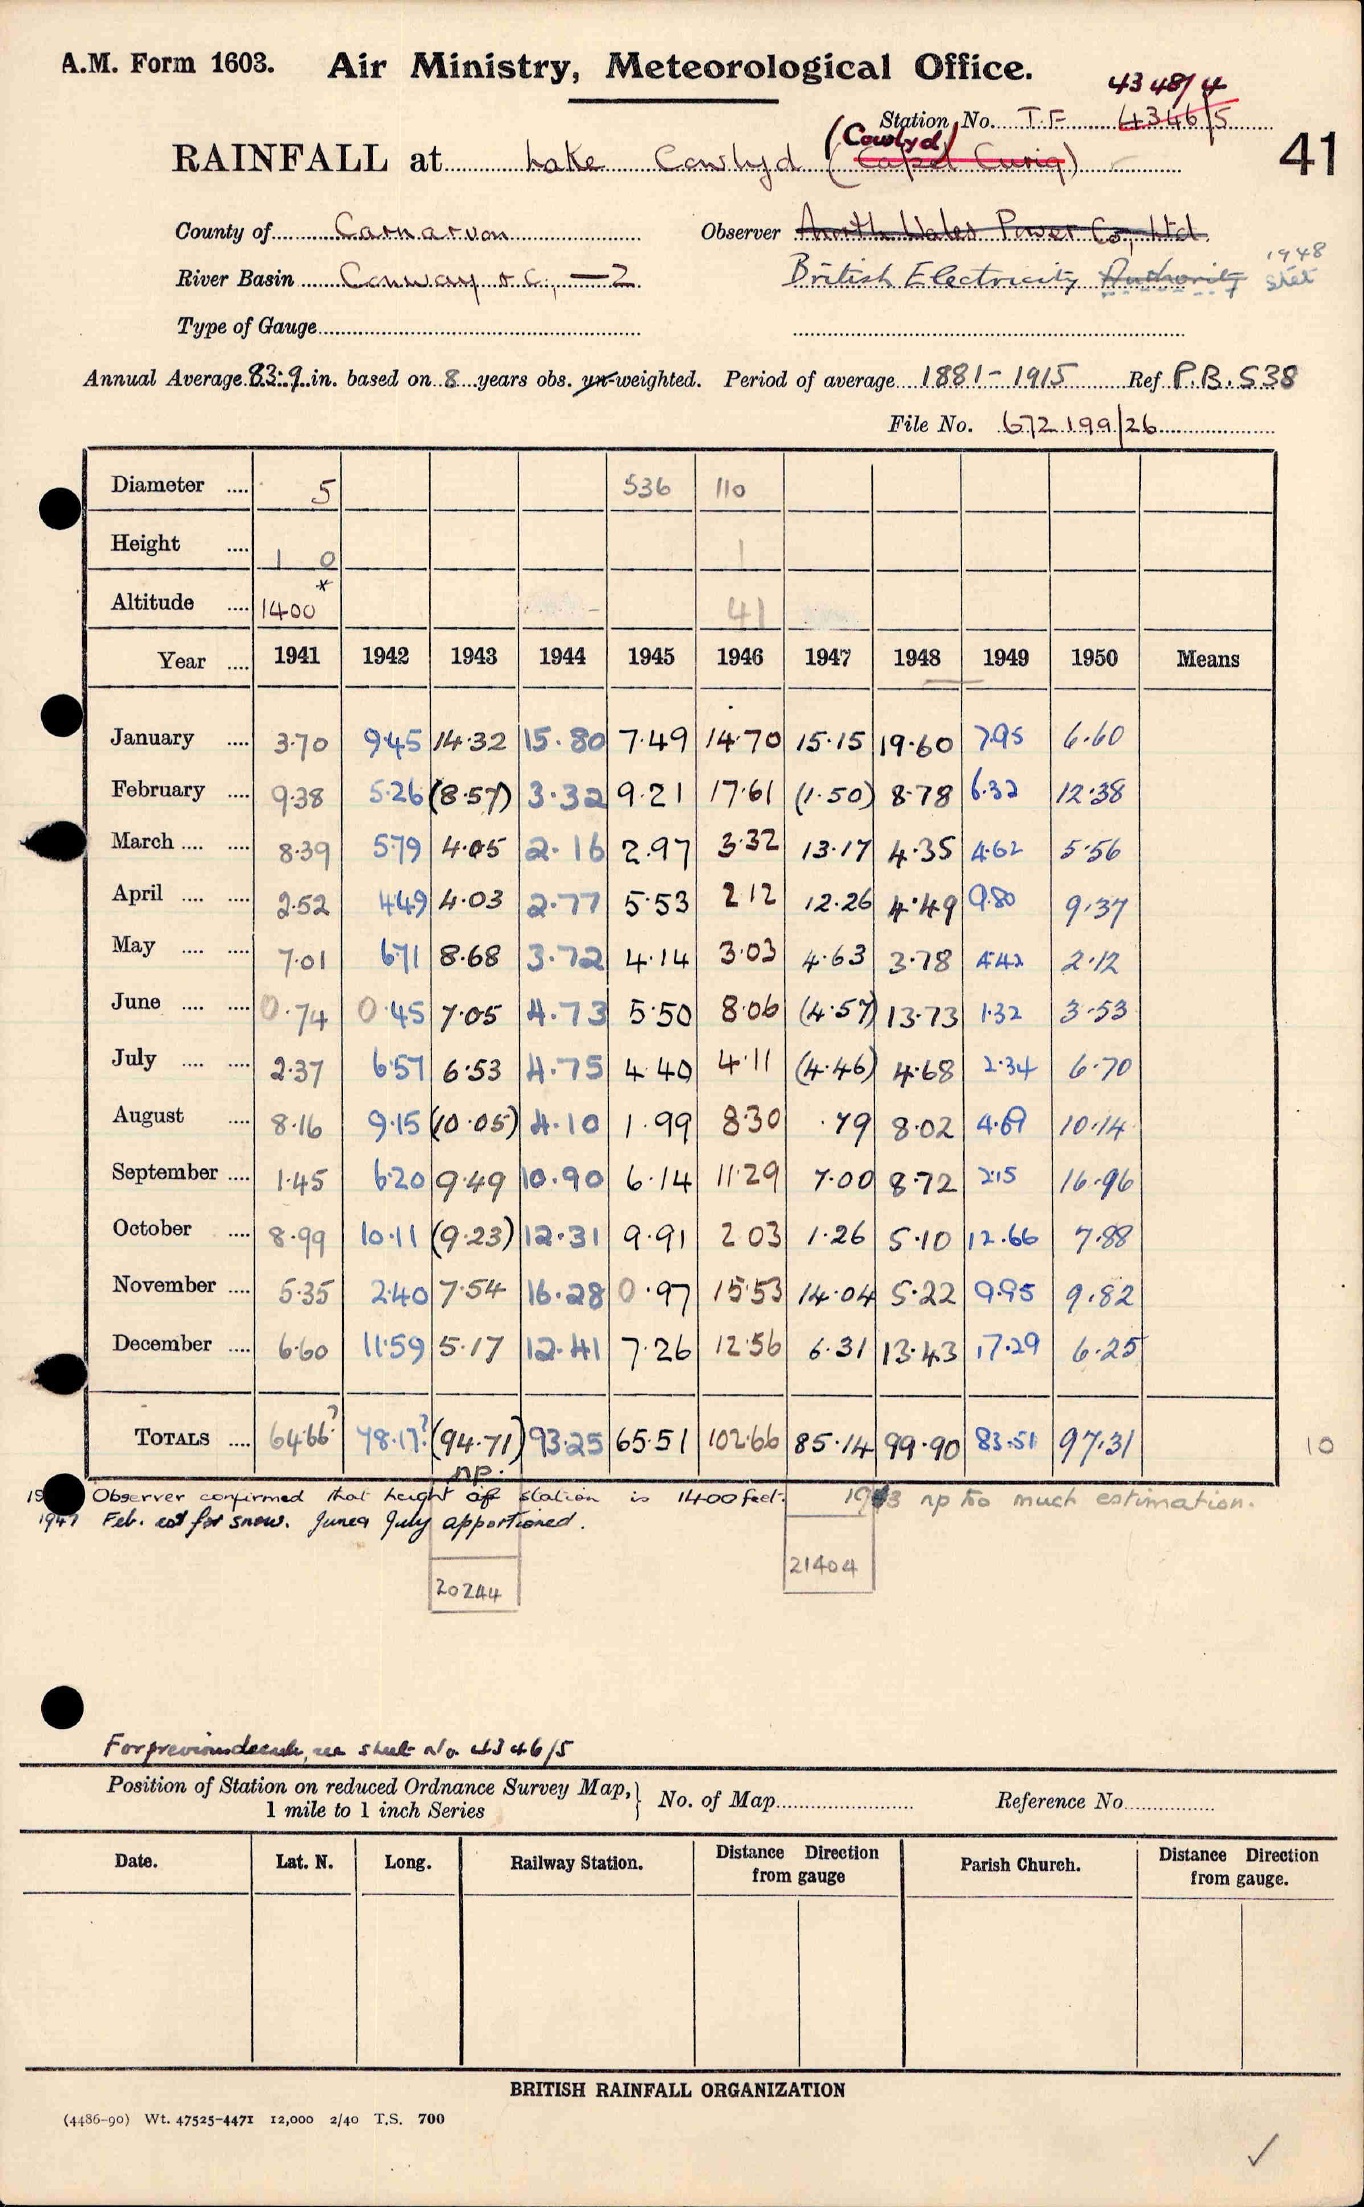 A.M. Form 1603. Air Ministry, Meteorological Office.
4348/4
Station No. T.F 4346/5
41
(Cowlyd)
RAINFALL at Lake Cowlyd (Capel Curig)
County of Carnarvon Observer North Wales Power Co., Ltd.
River Basin Conway &c., —2 British Electricity Authority 1948 Stet
Type of Gauge
Annual Average 83.9 in. based on 8 years obs. un-weighted. Period of average 1881-1915 Ref P.B.S38
File No. 672199/26
Diameter .... 5 536 110
Height .... 1 0 1
Altitude .... 1400* 41
Year .... 1941 1942 1943 1944 1945 1946 1947 1948 1949 1950 Means
January .... 3.70 9.45 14.32 15.80 7.49 14.70 15.15 19.60 7.95 6.60
February .... 9.38 5.26 (8.57) 3.32 9.21 17.61 (1.50) 8.78 6.32 12.38
March .... .... 8.39 5.79 4.05 2.16 2.97 3.32 13.17 4.35 4.62 5.56
April .... .... 2.52 4.49 4.03 2.77 5.53 2.12 12.26 4.49 9.80 9.37
May .... .... 7.01 6.71 8.68 3.72 4.14 3.03 4.63 3.78 4.42 2.12
June .... .... 0.74 0.45 7.05 4.73 5.50 8.06 (4.57) 13.73 1.32 3.53
July .... .... 2.37 6.57 6.53 4.75 4.40 4.11 (4.46) 4.68 2.34 6.70
August .... 8.16 9.15 (10.05) 4.10 1.99 8.30 .79 8.02 4.69 10.14
September .... 1.45 6.20 9.49 10.90 6.14 11.29 7.00 8.72 2.15 16.96
October .... 8.99 10.11 (9.23) 12.31 9.91 2.03 1.26 5.10 12.66 7.88
November .... 5.35 2.40 7.54 16.28 0.97 15.53 14.04 5.22 9.95 9.82
December .... 6.60 11.59 5.17 12.41 7.26 12.56 6.31 13.43 17.29 6.25
TOTALS .... 64.66? 78.17? (94.71) 93.25 65.51 102.66 85.14 99.90 83.51 97.31 10
np.
Observer confirmed that height of station is 1400 feet. 1943 np too much estimation.
1947 Feb. est for snow. June & July apportioned.
21404
20244
For previous decade, see sheet No. 4346/5
Position of Station on reduced Ordnance Survey Map, 1 mile to 1 inch Series } No. of Map Reference No
Date. Lat. N. Long. Railway Station. Distance Direction from gauge Parish Church. Distance Direction from gauge.
BRITISH RAINFALL ORGANIZATION
(4486-90) Wt. 47525-4471 12,000 2/40 T.S. 700